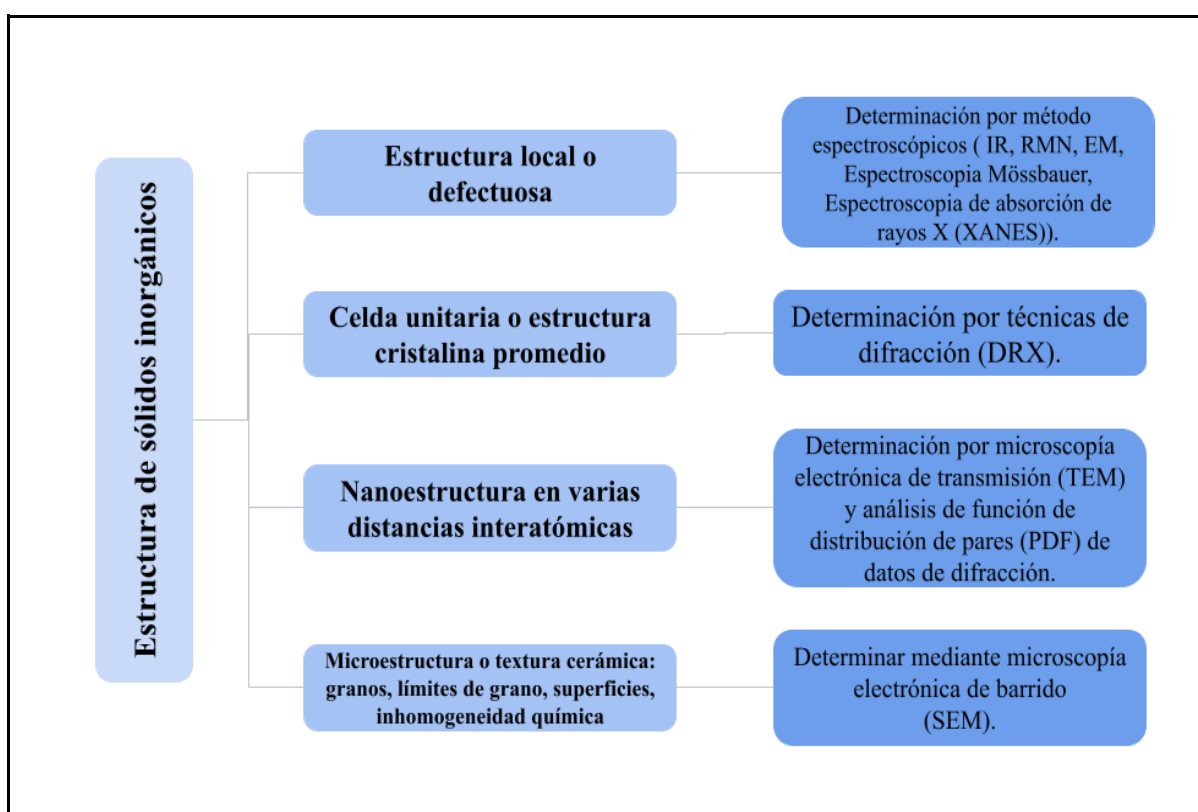 Estructura de sólidos inorgánicos
Estructura local o
defectuosa
Determinación por método
espectroscópicos ( IR, RMN, EM,
Espectroscopia Mössbauer,
Espectroscopia de absorción de
rayos X (XANES)).
Celda unitaria o estructura
cristalina promedio
Determinación por técnicas de
difracción (DRX).
Nanoestructura en varias
distancias interatómicas
Determinación por microscopía
electrónica de transmisión (TEM)
y análisis de función de
distribución de pares (PDF) de
datos de difracción.
Microestructura o textura cerámica:
granos, límites de grano, superficies,
inhomogeneidad química
Determinar mediante microscopía
electrónica de barrido
(SEM).